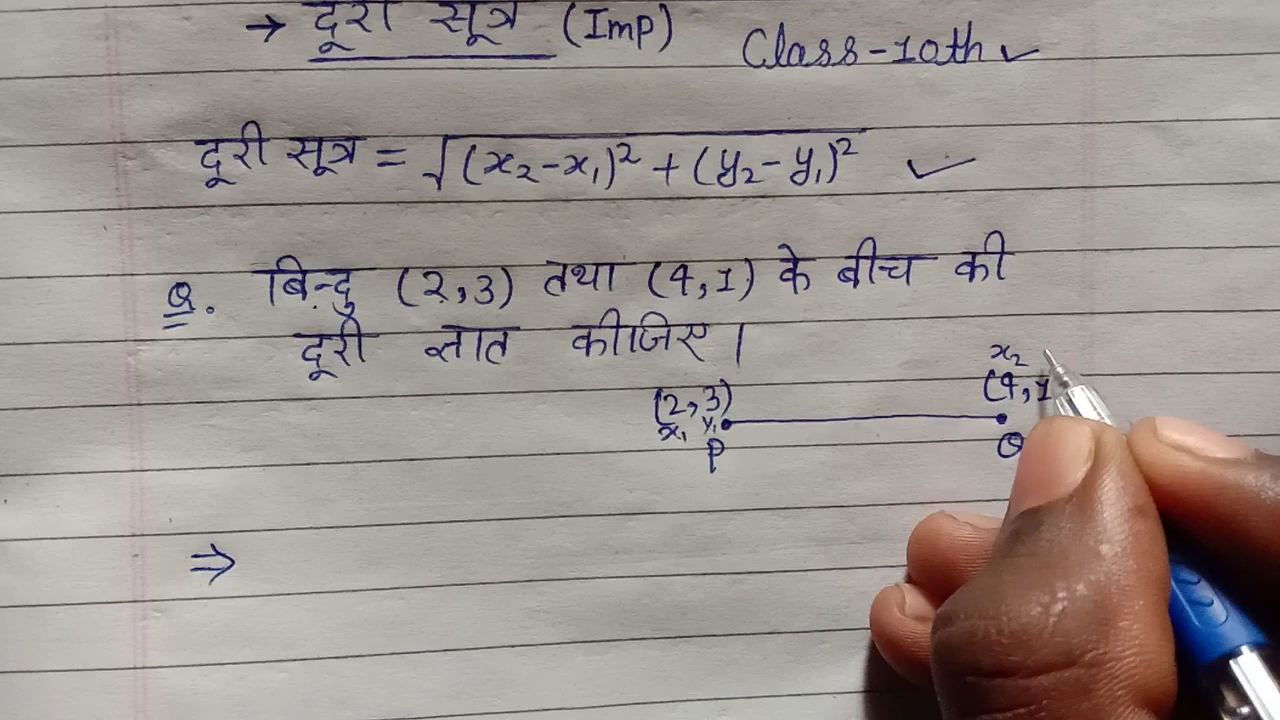 → दूरी सूत्र (Imp) Class-10th ✓
दूरी सूत्र = √(x₂-x₁)² + (y₂-y₁)² ✓
Q. बिन्दु (2,3) तथा (4,1) के बीच की
दूरी ज्ञात कीजिए ।
x₂
(2,3) (4,1
x₁ y₁
P Q
⇒